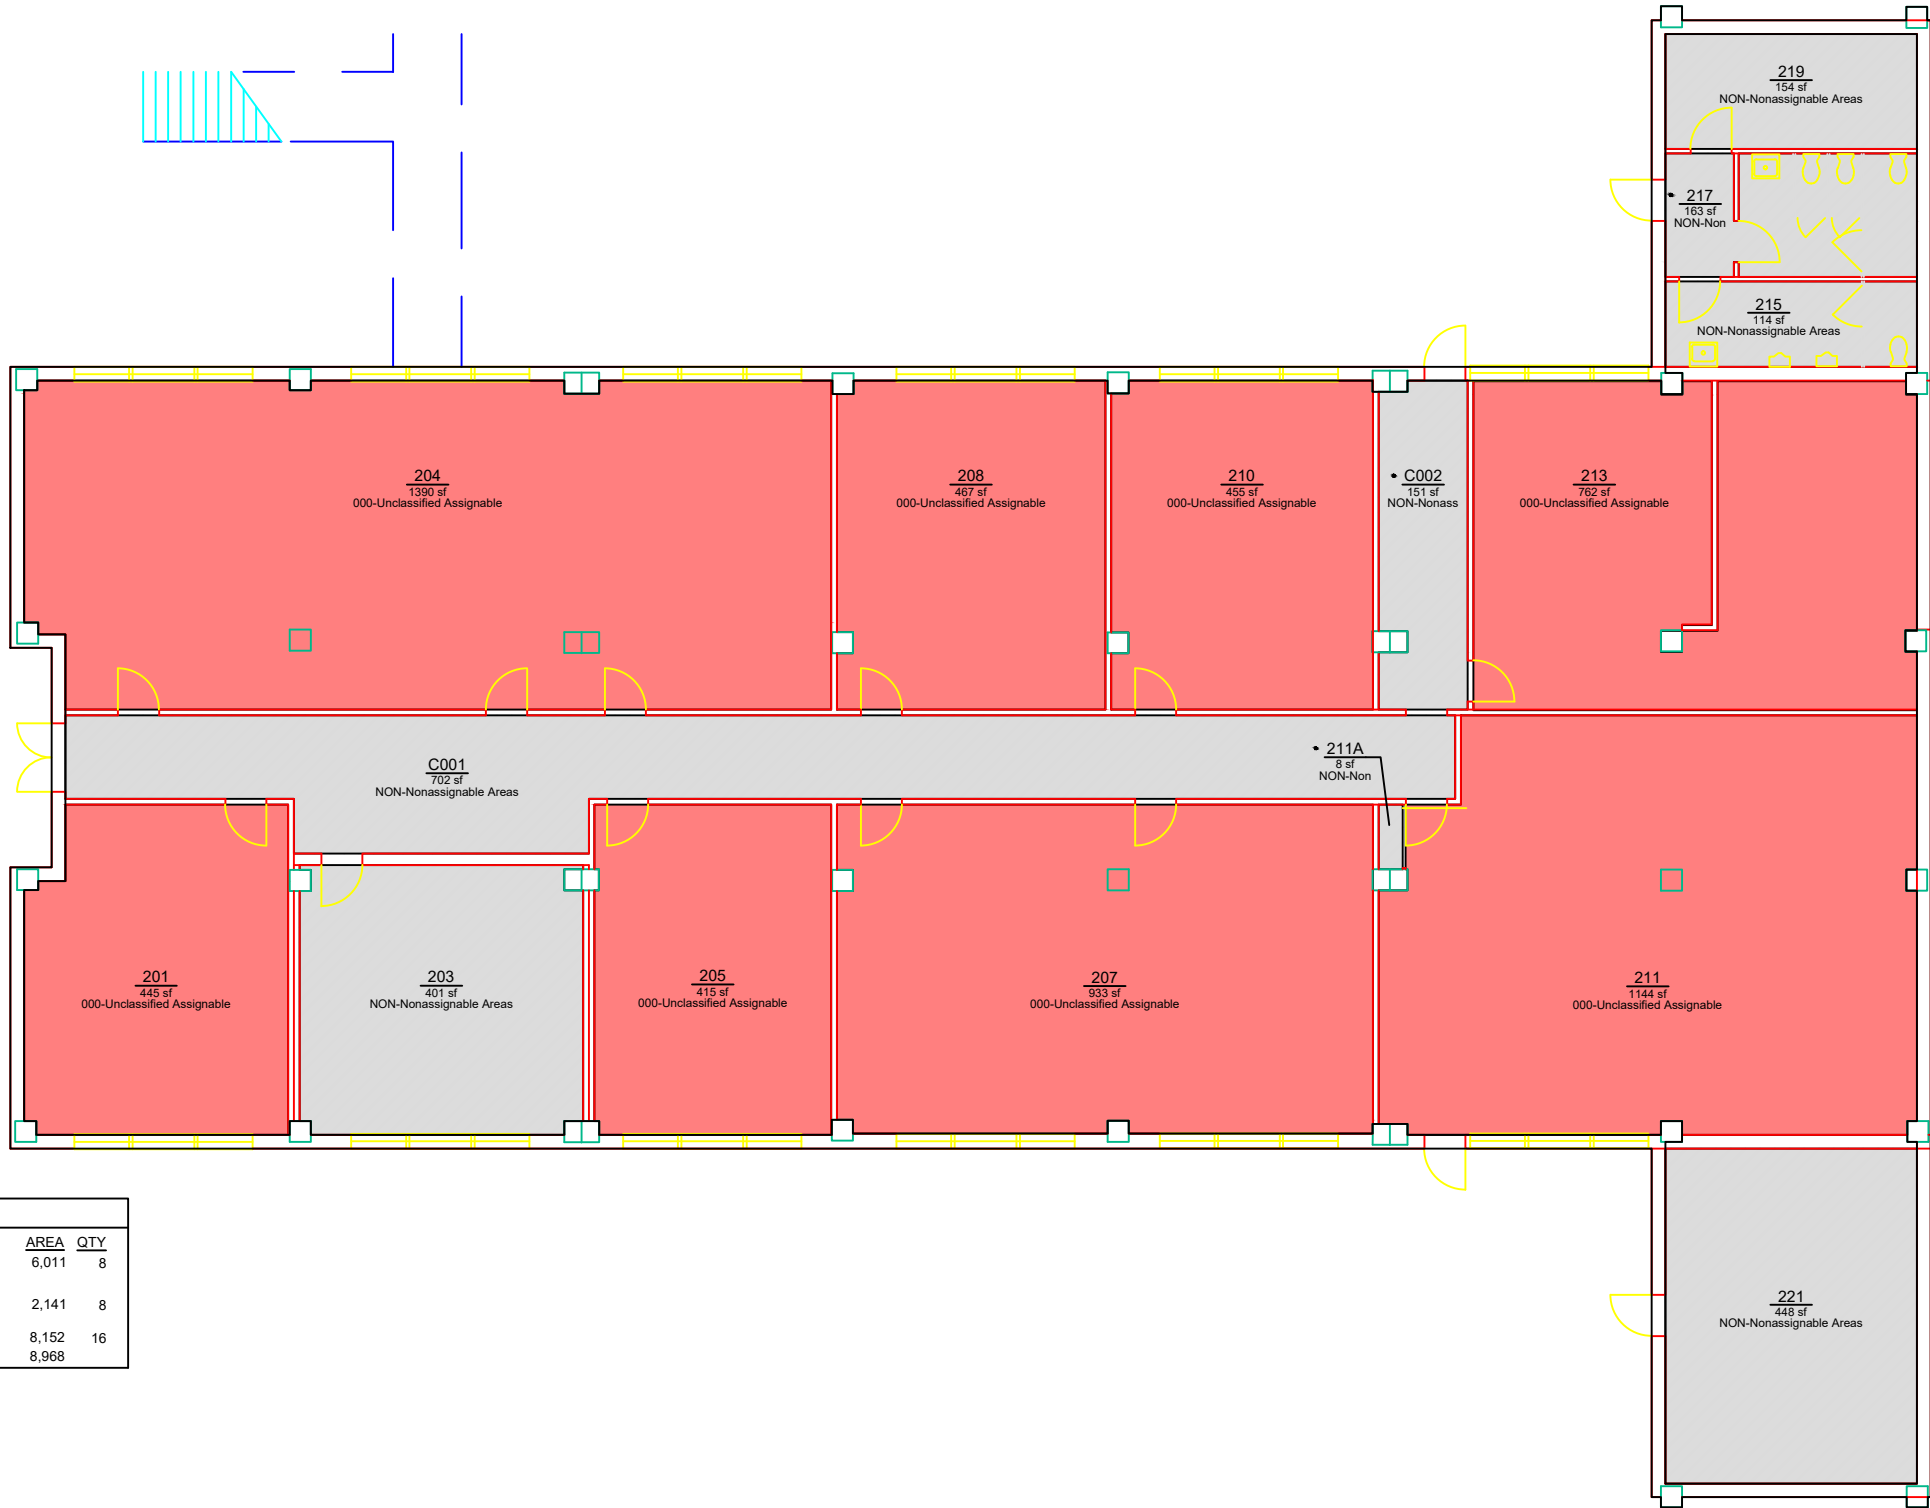 219
154 sf
NON-Nonassignable Areas
217
163 sf
NON-Non
215
114 sf
NON-Nonassignable Areas
204
1390 sf
000-Unclassified Assignable
208
467 sf
000-Unclassified Assignable
210
455 sf
000-Unclassified Assignable
C002
151 sf
NON-Nonass
213
762 sf
000-Unclassified Assignable
C001
702 sf
NON-Nonassignable Areas
211A
8 sf
NON-Non
201
445 sf
000-Unclassified Assignable
203
401 sf
NON-Nonassignable Areas
205
415 sf
000-Unclassified Assignable
207
933 sf
000-Unclassified Assignable
211
1144 sf
000-Unclassified Assignable
AREA QTY
6,011 8
2,141 8
8,152 16
8,968
221
448 sf
NON-Nonassignable Areas